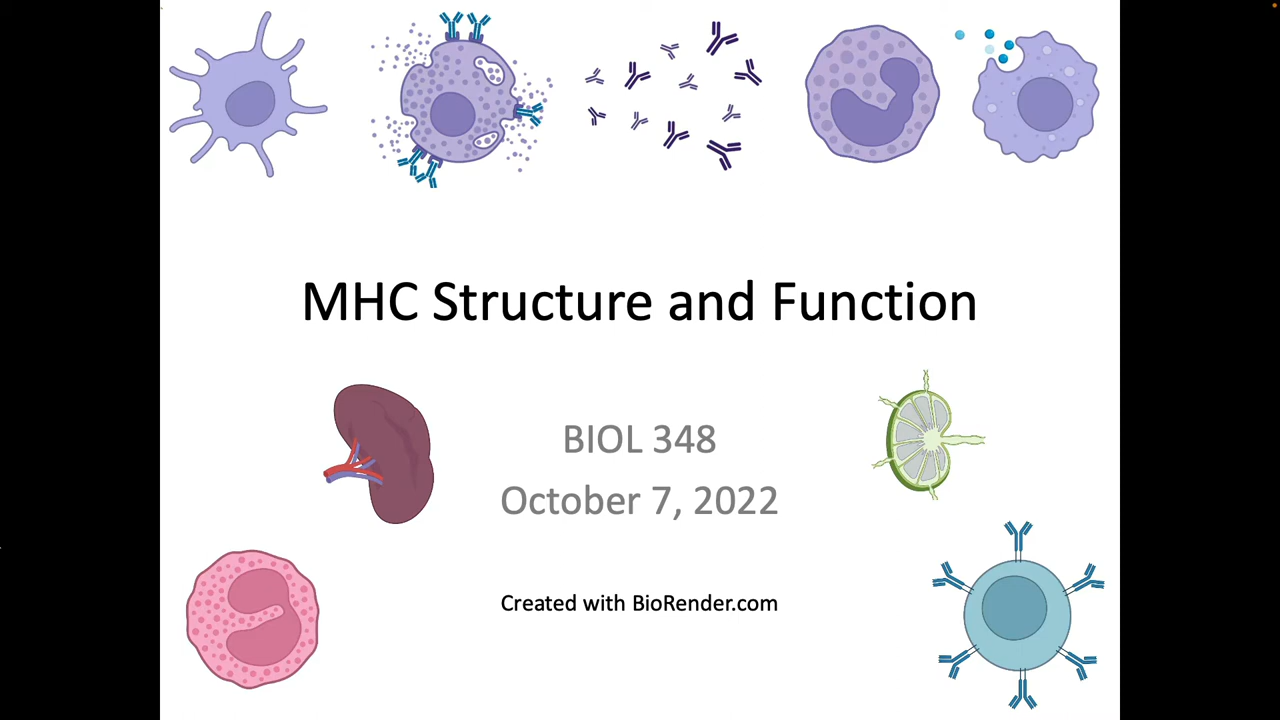 MHC Structure and Function
BIOL 348
October 7, 2022
Created with BioRender.com